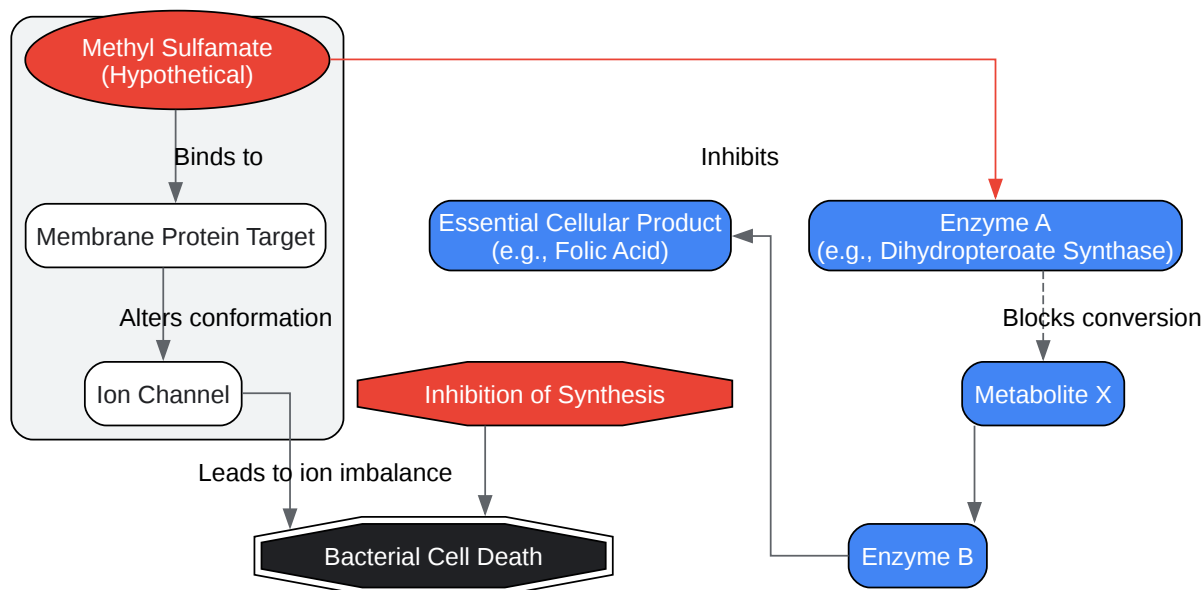 Methyl Sulfamate
(Hypothetical)
Binds to
Inhibits
Membrane Protein Target
Essential Cellular Product
(e.g., Folic Acid)
Enzyme A
(e.g., Dihydropteroate Synthase)
Alters conformation
Blocks conversion
Ion Channel
Inhibition of Synthesis
Metabolite X
Leads to ion imbalance
Bacterial Cell Death
Enzyme B